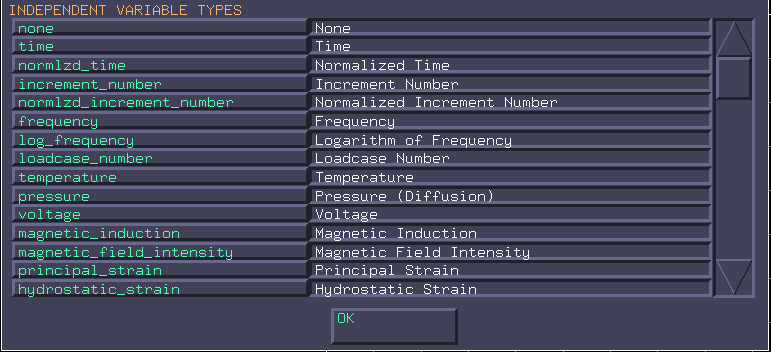 INDEPENDENT VARIABLE TYPES
none None
time Time
normlzd_time Normalized Time
increment_number Increment Number
normlzd_increment_number Normalized Increment Number
frequency Frequency
log_frequency Logarithm of Frequency
loadcase_number Loadcase Number
temperature Temperature
pressure Pressure (Diffusion)
voltage Voltage
magnetic_induction Magnetic Induction
magnetic_field_intensity Magnetic Field Intensity
principal_strain Principal Strain
hydrostatic_strain Hydrostatic Strain
OK